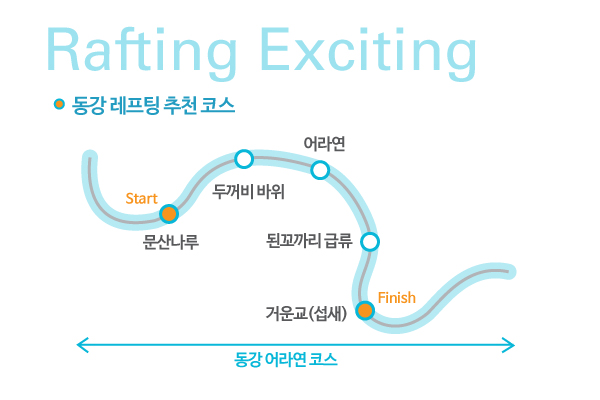 Rafting Exciting
동강 레프팅 추천 코스
어라연
두꺼비 바위
Start
문산나루
된꼬까리 급류
Finish
거운교(섭새)
동강 어라연 코스